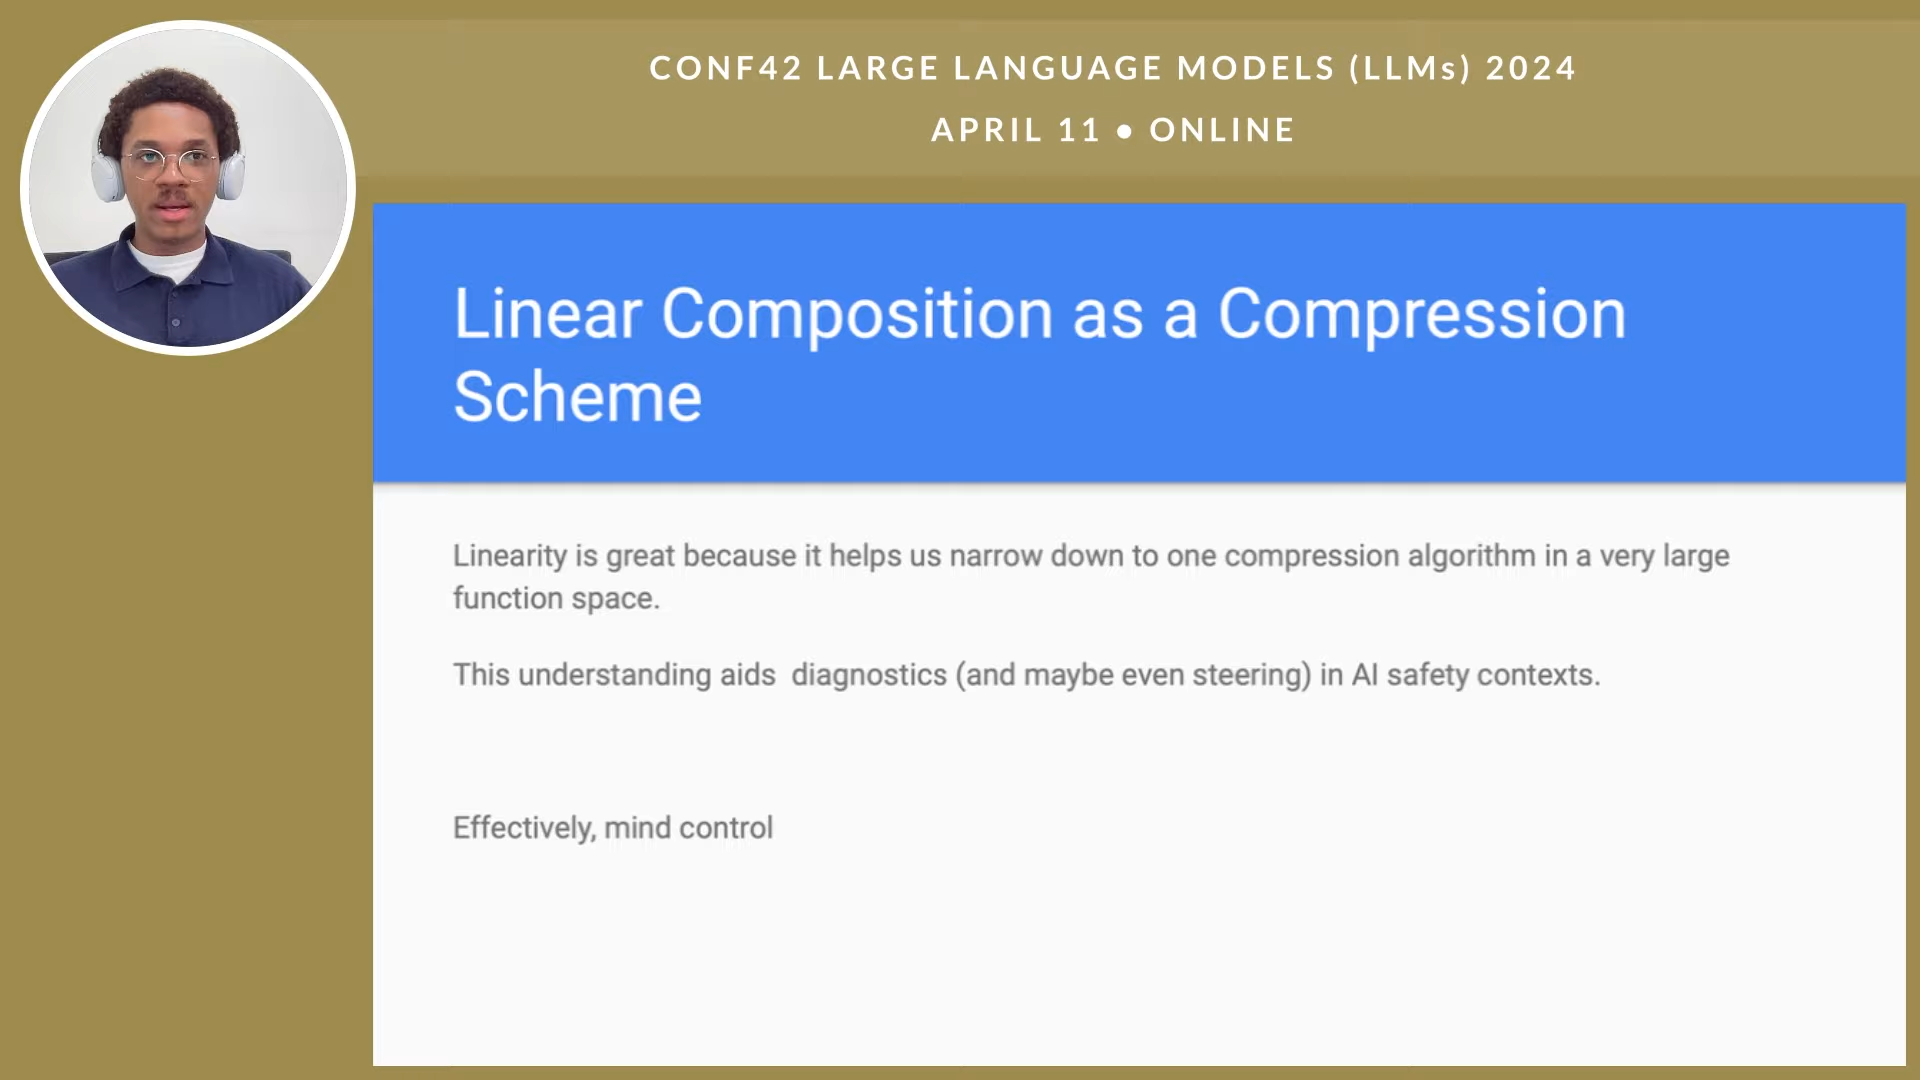 CONF42 LARGE LANGUAGE MODELS (LLMs) 2024
APRIL 11 • ONLINE
Linear Composition as a Compression
Scheme
Linearity is great because it helps us narrow down to one compression algorithm in a very large
function space.
This understanding aids  diagnostics (and maybe even steering) in AI safety contexts.
Effectively, mind control